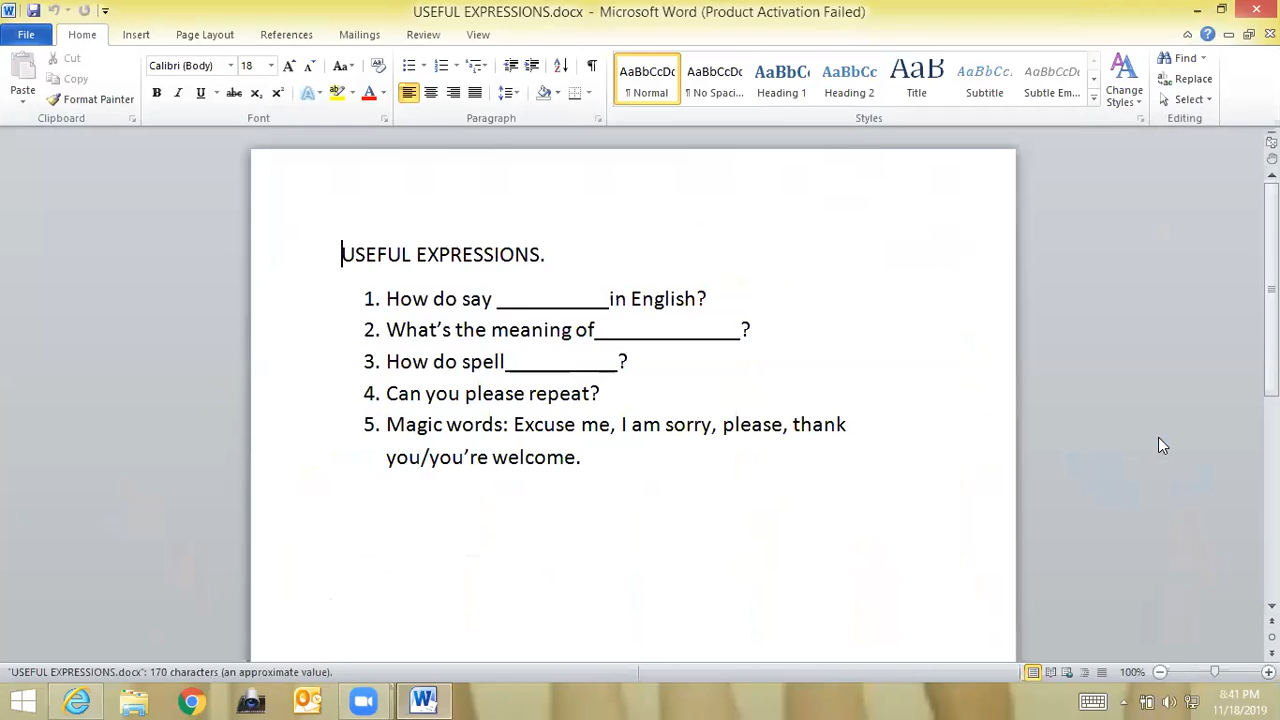 USEFUL EXPRESSIONS.docx - Microsoft Word (Product Activation Failed)
File Home Insert Page Layout References Mailings Review View
Paste
Cut
Copy
Format Painter
Clipboard
Calibri (Body) 18
Font
Paragraph
AaBbCcDc AaBbCcDc AaBbCc AaBbCc AaB AaBbCcI AaBbCcDı
¶ Normal ¶ No Spaci... Heading 1 Heading 2 Title Subtitle Subtle Em...
Change Styles
Styles
Find
Replace
Select
Editing
USEFUL EXPRESSIONS.
1. How do say __________in English?
2. What's the meaning of_____________?
3. How do spell__________?
4. Can you please repeat?
5. Magic words: Excuse me, I am sorry, please, thank
you/you're welcome.
"USEFUL EXPRESSIONS.docx": 170 characters (an approximate value). 100%
8:41 PM
11/18/2019